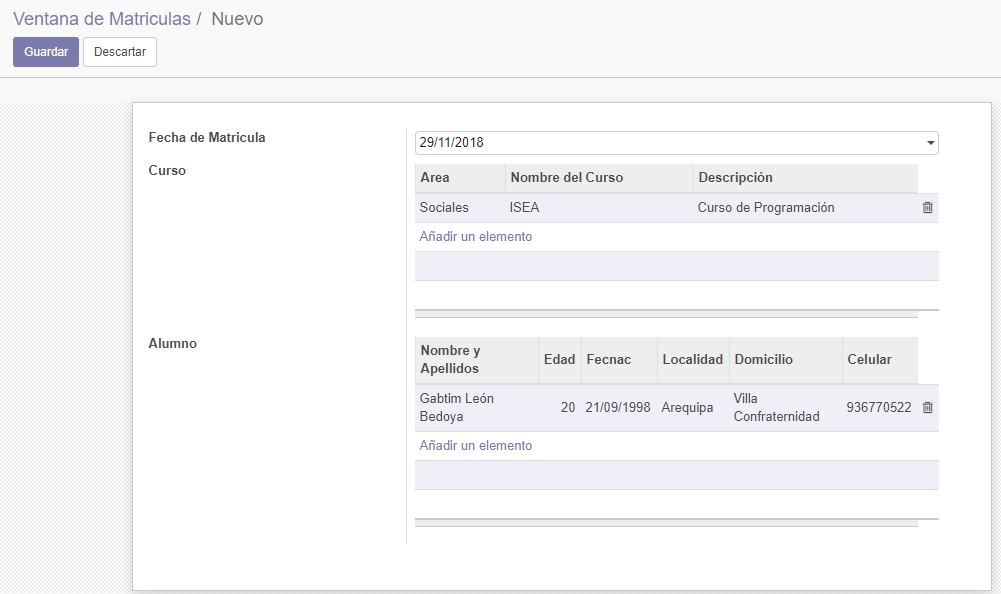 Ventana de Matriculas / Nuevo
Guardar Descartar
Fecha de Matricula 29/11/2018
Curso
Area Nombre del Curso Descripción
Sociales ISEA Curso de Programación
Añadir un elemento
Alumno
Nombre y Apellidos Edad Fecnac Localidad Domicilio Celular
Gabtim León Bedoya 20 21/09/1998 Arequipa Villa Confraternidad 936770522
Añadir un elemento